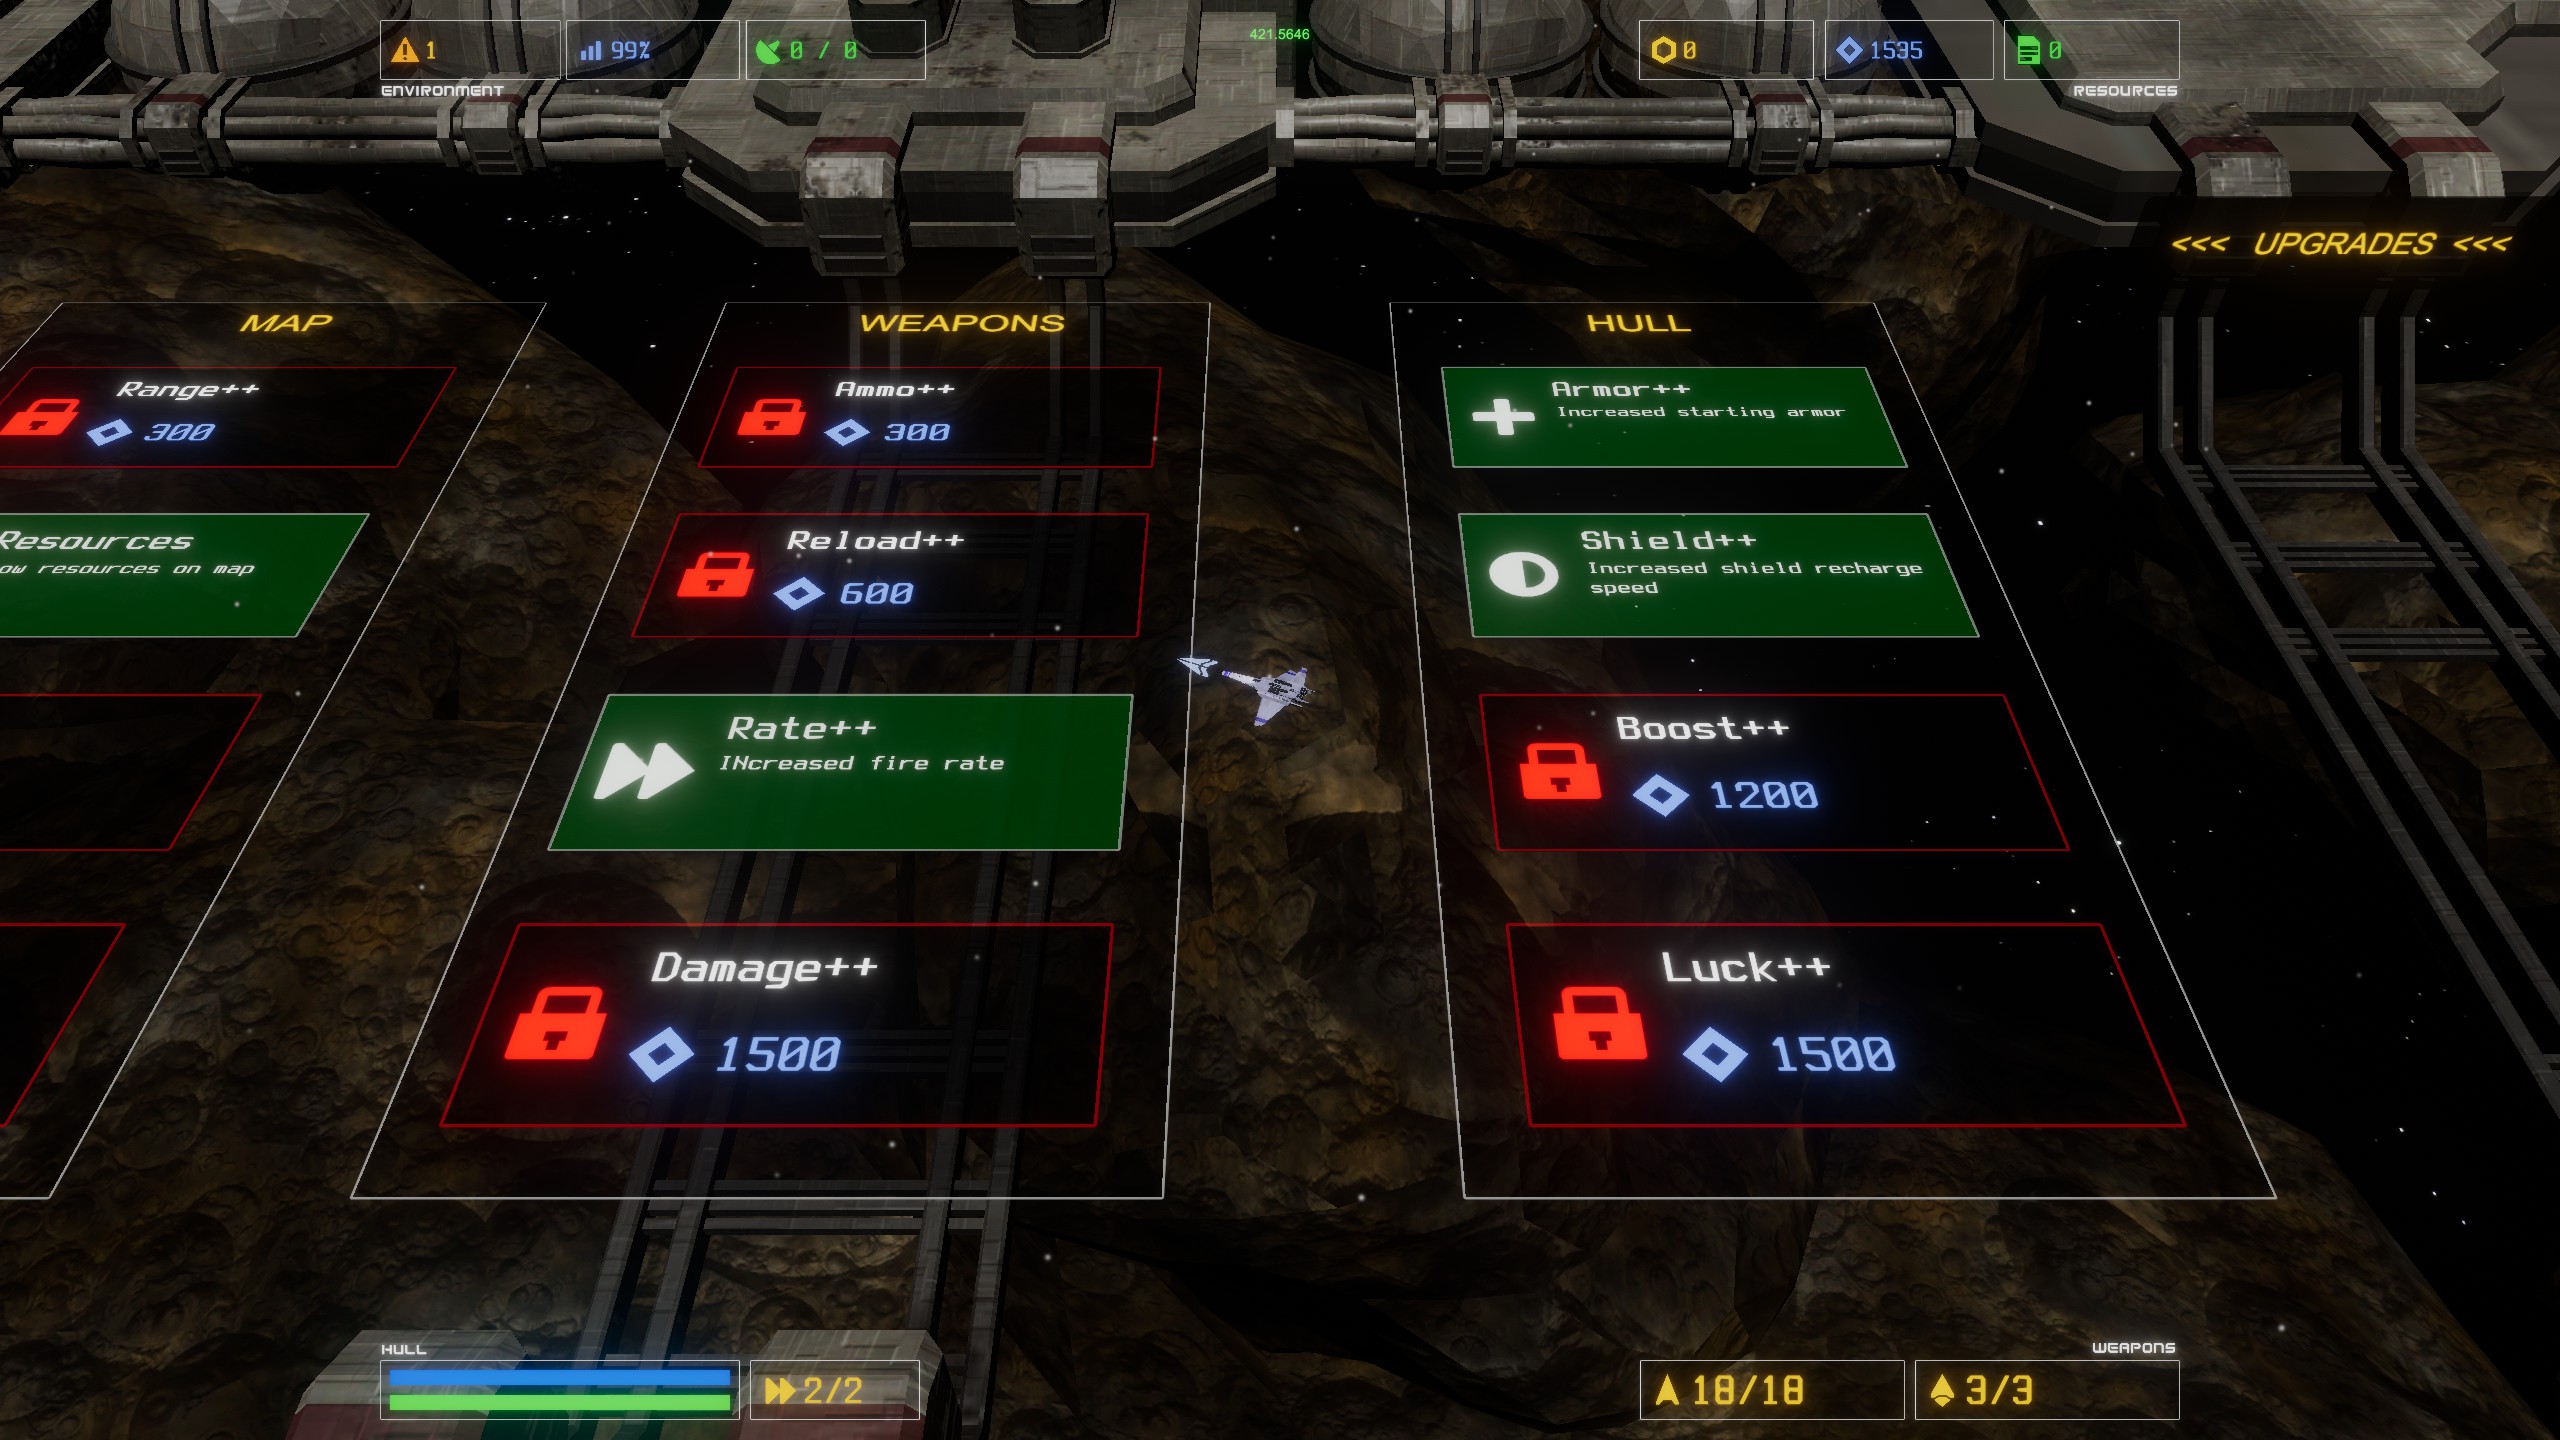 1
99%
0 / 0
ENVIRONMENT
421.5646
0
1535
0
RESOURCES
<<< UPGRADES <<<
MAP
Range++
300
Resources
ow resources on map
WEAPONS
Ammo++
300
Reload++
600
Rate++
INcreased fire rate
Damage++
1500
HULL
Armor++
Increased starting armor
Shield++
Increased shield recharge
speed
Boost++
1200
Luck++
1500
HULL
2/2
WEAPONS
18/18
3/3